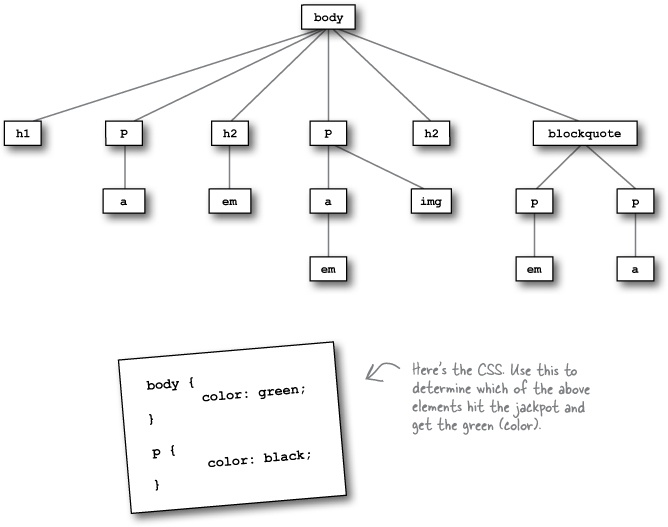 body
h1 p h2 p h2 blockquote
a em a img p p
em em a
body {
color: green;
}
p {
color: black;
}
Here's the CSS. Use this to
determine which of the above
elements hit the jackpot and
get the green (color).